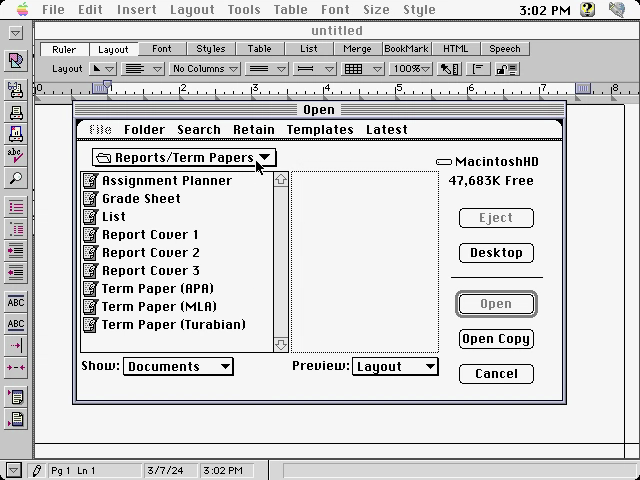 File Edit Insert Layout Tools Table Font Size Style 3:02 PM
untitled
Ruler Layout Font Styles Table List Merge BookMark HTML Speech
Layout No Columns 100%
0 1 2 3 4 5 6 7 8
Open
File Folder Search Retain Templates Latest
Reports/Term Papers
MacintoshHD
47,683K Free
Assignment Planner
Grade Sheet
List
Report Cover 1
Report Cover 2
Report Cover 3
Term Paper (APA)
Term Paper (MLA)
Term Paper (Turabian)
Eject
Desktop
Open
Open Copy
Cancel
Show: Documents Preview: Layout
abc
ABC
ABC
Pg 1 Ln 1 3/7/24 3:02 PM